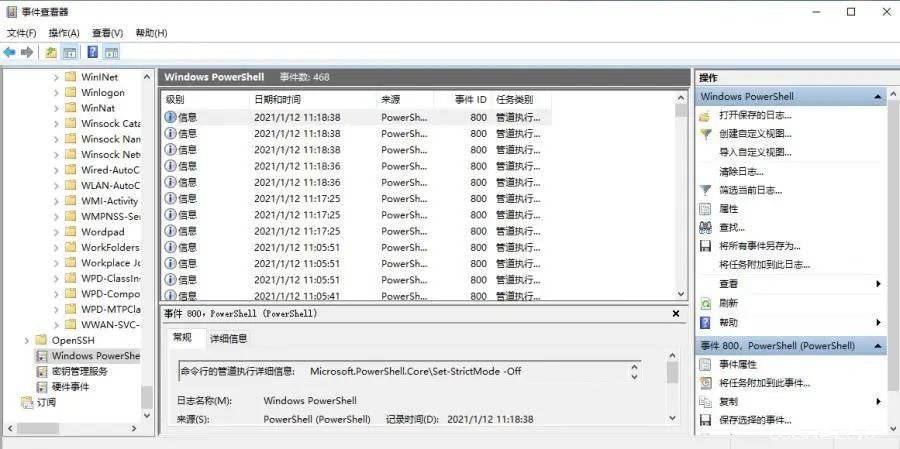 事件查看器
文件(F) 操作(A) 查看(V) 帮助(H)
WinINet
Winlogon
WinNat
Winsock Cata
Winsock Nan
Winsock Net
Wired-AutoC
WLAN-AutoC
WMI-Activity
WMPNSS-Se
Wordpad
WorkFolders
Workplace Jo
WPD-ClassIns
WPD-Compo
WPD-MTPCla
WWAN-SVC-
OpenSSH
Windows PowerShe
密钥管理服务
硬件事件
订阅
Windows PowerShell 事件数: 468
级别 日期和时间 来源 事件 ID 任务类别
信息 2021/1/12 11:18:38 PowerSh... 800 管道执行...
信息 2021/1/12 11:18:38 PowerSh... 800 管道执行...
信息 2021/1/12 11:18:38 PowerSh... 800 管道执行...
信息 2021/1/12 11:18:36 PowerSh... 800 管道执行...
信息 2021/1/12 11:18:36 PowerSh... 800 管道执行...
信息 2021/1/12 11:17:25 PowerSh... 800 管道执行...
信息 2021/1/12 11:17:25 PowerSh... 800 管道执行...
信息 2021/1/12 11:17:25 PowerSh... 800 管道执行...
信息 2021/1/12 11:05:51 PowerSh... 800 管道执行...
信息 2021/1/12 11:05:51 PowerSh... 800 管道执行...
信息 2021/1/12 11:05:51 PowerSh... 800 管道执行...
信息 2021/1/12 11:05:41 PowerSh... 800 管道执行...
事件 800，PowerShell (PowerShell)
常规 详细信息
命令行的管道执行详细信息: Microsoft.PowerShell.Core\Set-StrictMode -Off
日志名称(M): Windows PowerShell
来源(S): PowerShell (PowerShell) 记录时间(D): 2021/1/12 11:18:38
操作
Windows PowerShell
打开保存的日志...
创建自定义视图...
导入自定义视图...
清除日志...
筛选当前日志...
属性
查找...
将所有事件另存为...
将任务附加到此日志...
查看
刷新
帮助
事件 800，PowerShell (PowerShell)
事件属性
将任务附加到此事件...
复制
保存选择的事件...